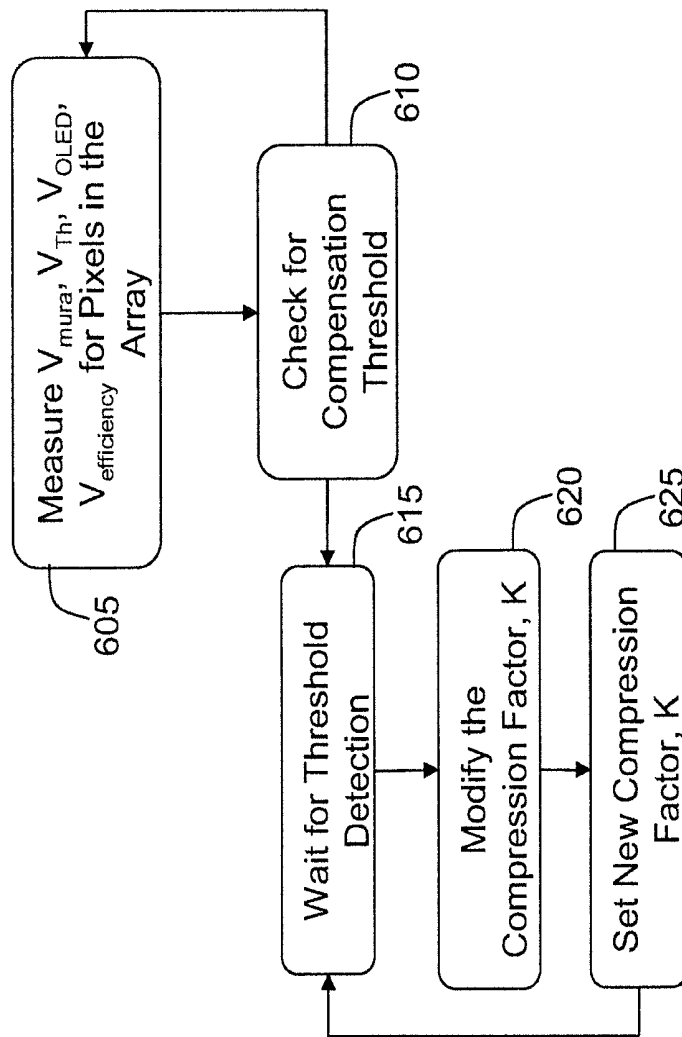 Measure V_mura, V_Th, V_OLED,
V_efficiency for Pixels in the
Array
605
Check for
Compensation
Threshold
610
Wait for Threshold
Detection
615
Modify the
Compression Factor, K
620
Set New Compression
Factor, K
625